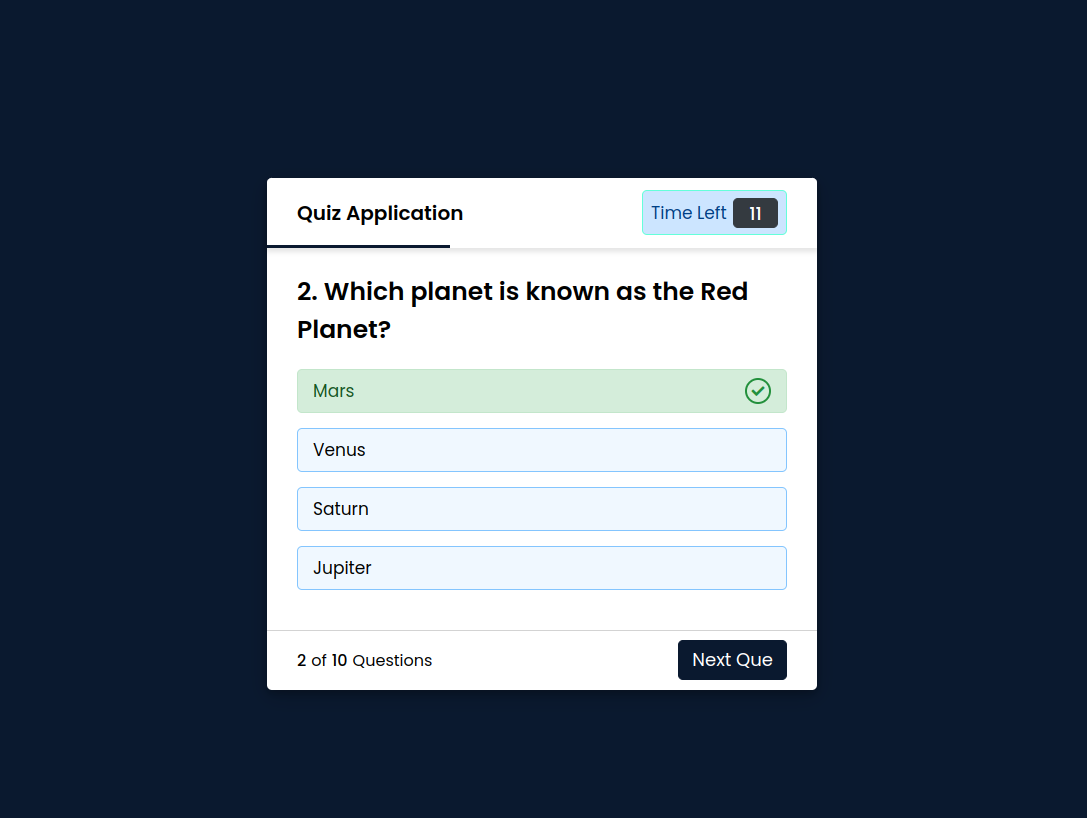 Quiz Application
Time Left 11
2. Which planet is known as the Red
Planet?
Mars
Venus
Saturn
Jupiter
2 of 10 Questions
Next Que